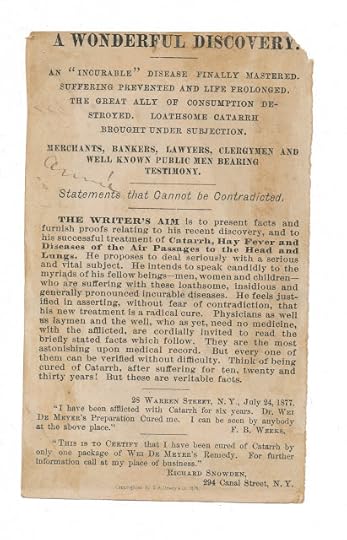 A WONDERFUL DISCOVERY.
AN "INCURABLE" DISEASE FINALLY MASTERED.
SUFFERING PREVENTED AND LIFE PROLONGED.
THE GREAT ALLY OF CONSUMPTION DE-
STROYED. LOATHSOME CATARRH
BROUGHT UNDER SUBJECTION.
MERCHANTS, BANKERS, LAWYERS, CLERGYMEN AND
WELL KNOWN PUBLIC MEN BEARING
TESTIMONY.
Statements that Cannot be Contradicted.
THE WRITER'S AIM is to present facts and
furnish proofs relating to his recent discovery, and to
his successful treatment of Catarrh, Hay Fever and
Diseases of the Air Passages to the Head and
Lungs. He proposes to deal seriously with a serious
and vital subject. He intends to speak candidly to the
myriads of his fellow beings—men, women and children—
who are suffering with these loathsome, insidious and
generally pronounced incurable diseases. He feels just-
ified in asserting, without fear of contradiction, that
his new treatment is a radical cure. Physicians as well
as laymen and the well, who as yet, need no medicine,
with the afflicted, are cordially invited to read the
briefly stated facts which follow. They are the most
astonishing upon medical record. But every one of
them can be verified without difficulty. Think of being
cured of Catarrh, after suffering for ten, twenty and
thirty years! But these are veritable facts.
28 WARREN STREET, N. Y., July 24, 1877.
"I have been afflicted with Catarrh for six years. DR. WEI
DE MEYER'S Preparation Cured me. I can be seen by anybody
at the above place."
F. B. WEEKS,
"THIS IS TO CERTIFY that I have been cured of Catarrh by
only one package of WEI DE MEYER'S Remedy. For further
information call at my place of business."
RICHARD SNOWDEN,
294 Canal Street, N. Y.